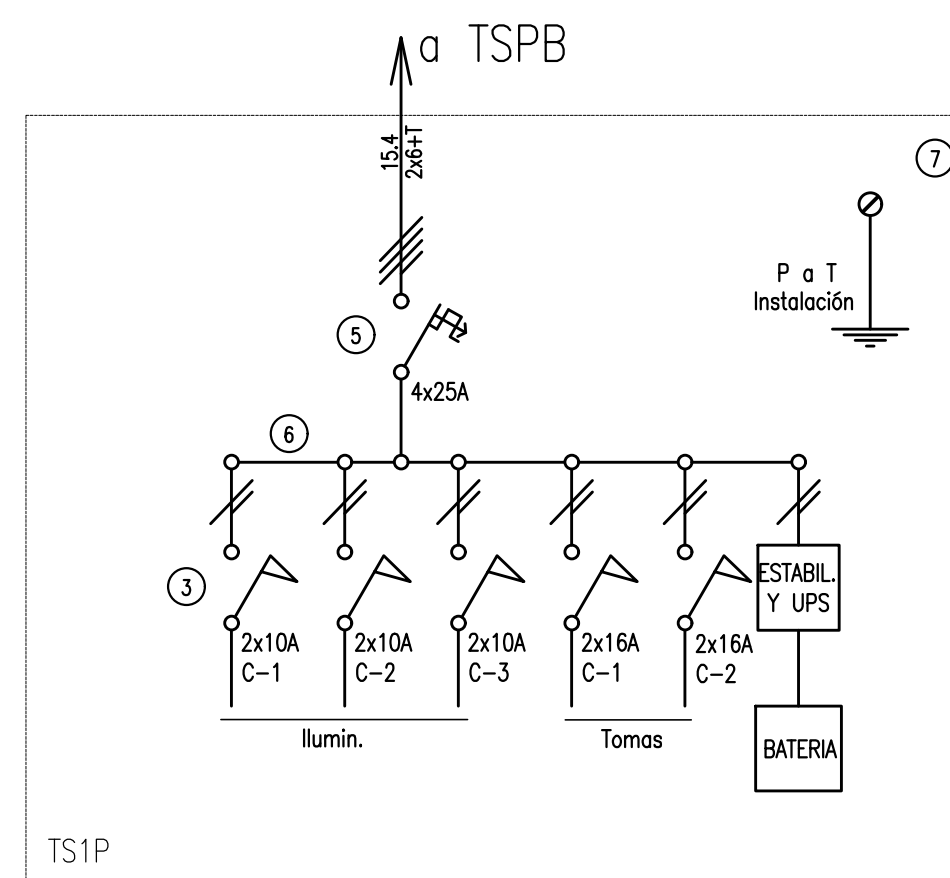 a TSPB
15.4
2x6+T
7
P a T
Instalación
5
4x25A
6
3
ESTABIL.
Y UPS
2x10A
C-1
2x10A
C-2
2x10A
C-3
2x16A
C-1
2x16A
C-2
Ilumin.
Tomas
BATERIA
TS1P